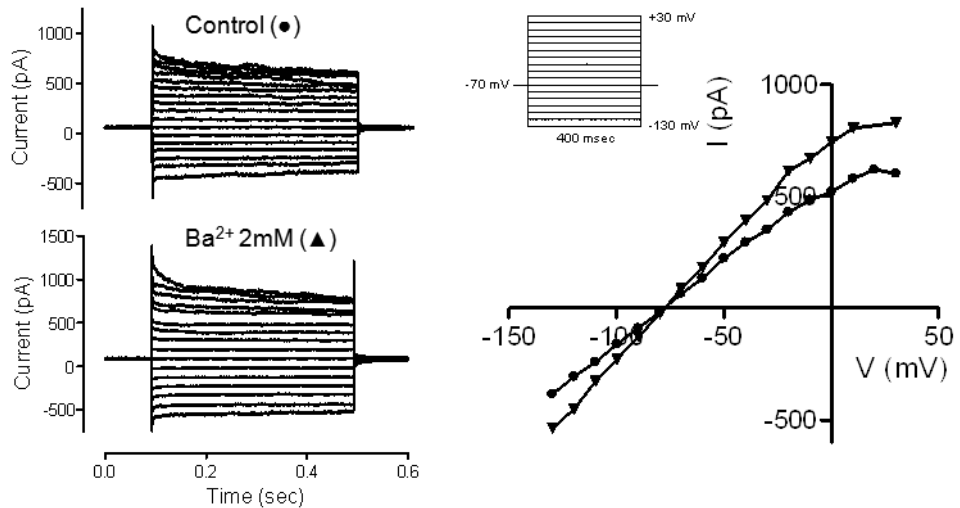 Control (●)
Current (pA)
1000
500
0
-500
Ba²⁺ 2mM (▲)
Current (pA)
1500
1000
500
0
-500
0.0 0.2 0.4 0.6
Time (sec)
+30 mV
-70 mV
-130 mV
400 msec
I (pA)
1000
500
-150 -100 -50 0 50
V (mV)
-500